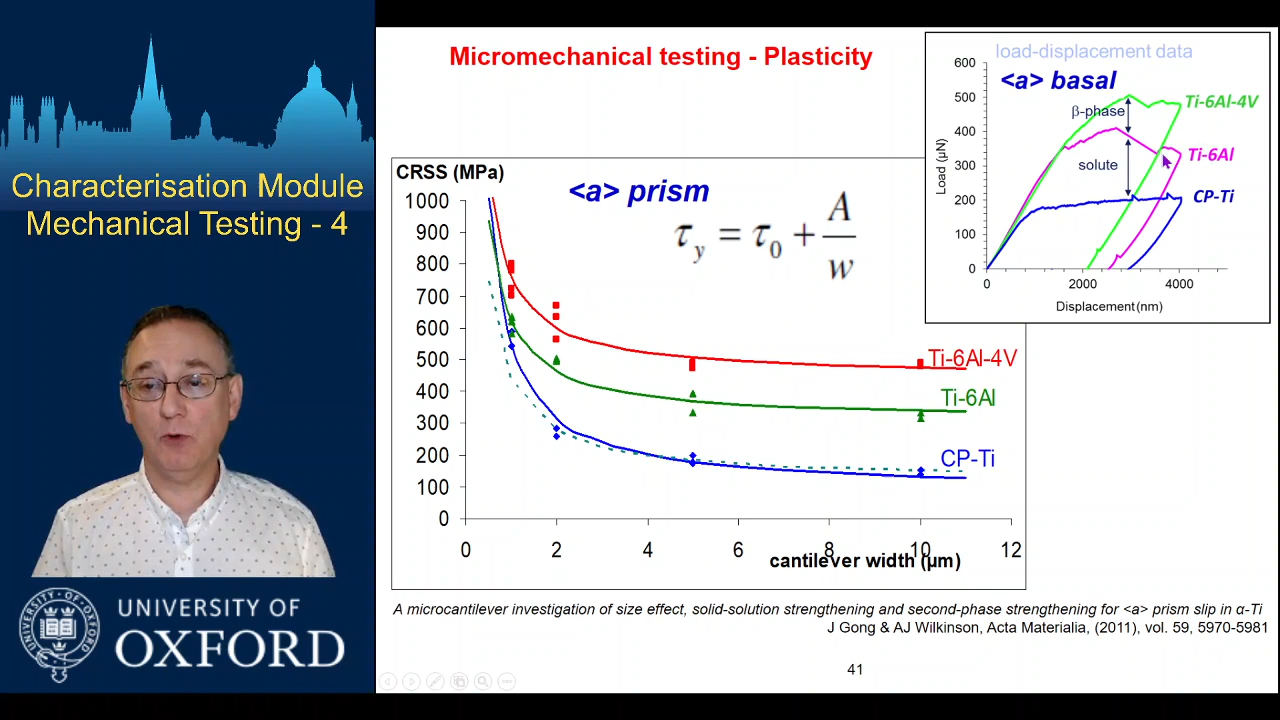 Characterisation Module
Mechanical Testing - 4
UNIVERSITY OF
OXFORD
Micromechanical testing - Plasticity
CRSS (MPa)
<a> prism
τy = τ0 + A/w
1000
900
800
700
600
500
400
300
200
100
0
0 2 4 6 8 10 12
cantilever width (µm)
Ti-6Al-4V
Ti-6Al
CP-Ti
load-displacement data
<a> basal
600
500
400
300
200
100
0
Load (µN)
β-phase
solute
Ti-6Al-4V
Ti-6Al
CP-Ti
0 2000 4000
Displacement (nm)
A microcantilever investigation of size effect, solid-solution strengthening and second-phase strengthening for <a> prism slip in α-Ti
J Gong & AJ Wilkinson, Acta Materialia, (2011), vol. 59, 5970-5981
41